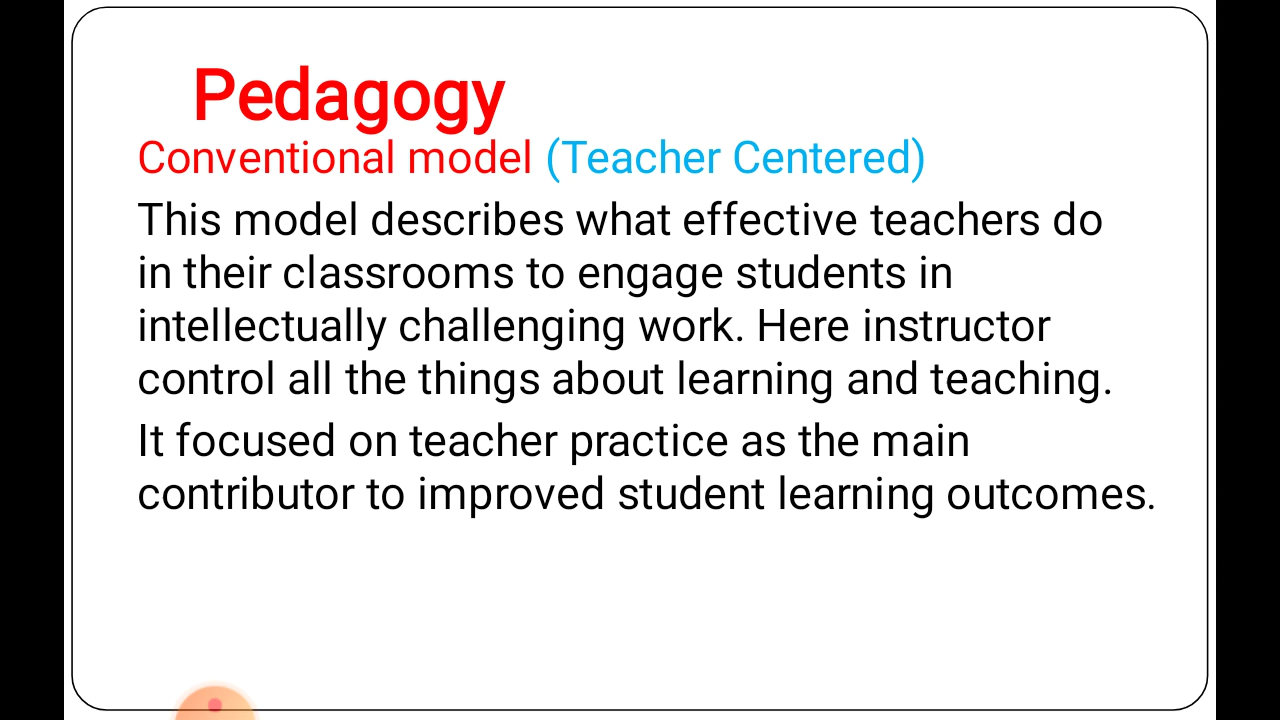 Pedagogy
Conventional model (Teacher Centered)
This model describes what effective teachers do
in their classrooms to engage students in
intellectually challenging work. Here instructor
control all the things about learning and teaching.
It focused on teacher practice as the main
contributor to improved student learning outcomes.